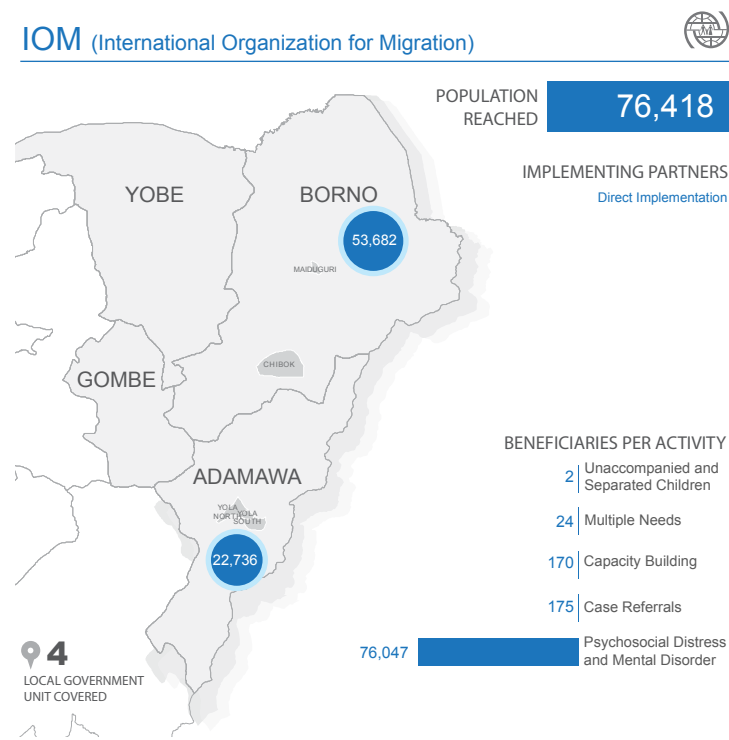 IOM (International Organization for Migration)
POPULATION
REACHED
76,418
IMPLEMENTING PARTNERS
Direct Implementation
YOBE
BORNO
53,682
MAIDUGURI
CHIBOK
GOMBE
ADAMAWA
YOLA
NORTH
YOLA
SOUTH
22,736
BENEFICIARIES PER ACTIVITY
2
Unaccompanied and
Separated Children
24
Multiple Needs
170
Capacity Building
175
Case Referrals
76,047
Psychosocial Distress
and Mental Disorder
4
LOCAL GOVERNMENT
UNIT COVERED